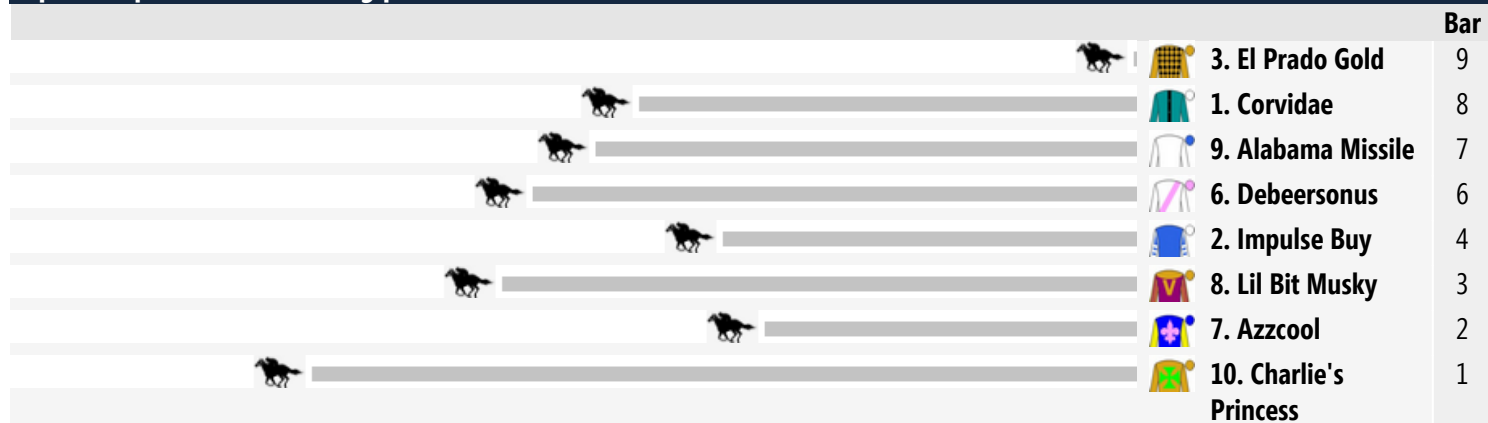 Bar
3. El Prado Gold 9
1. Corvidae 8
9. Alabama Missile 7
6. Debeersonus 6
2. Impulse Buy 4
8. Lil Bit Musky 3
V
7. Azzcool 2
10. Charlie's 1
Princess